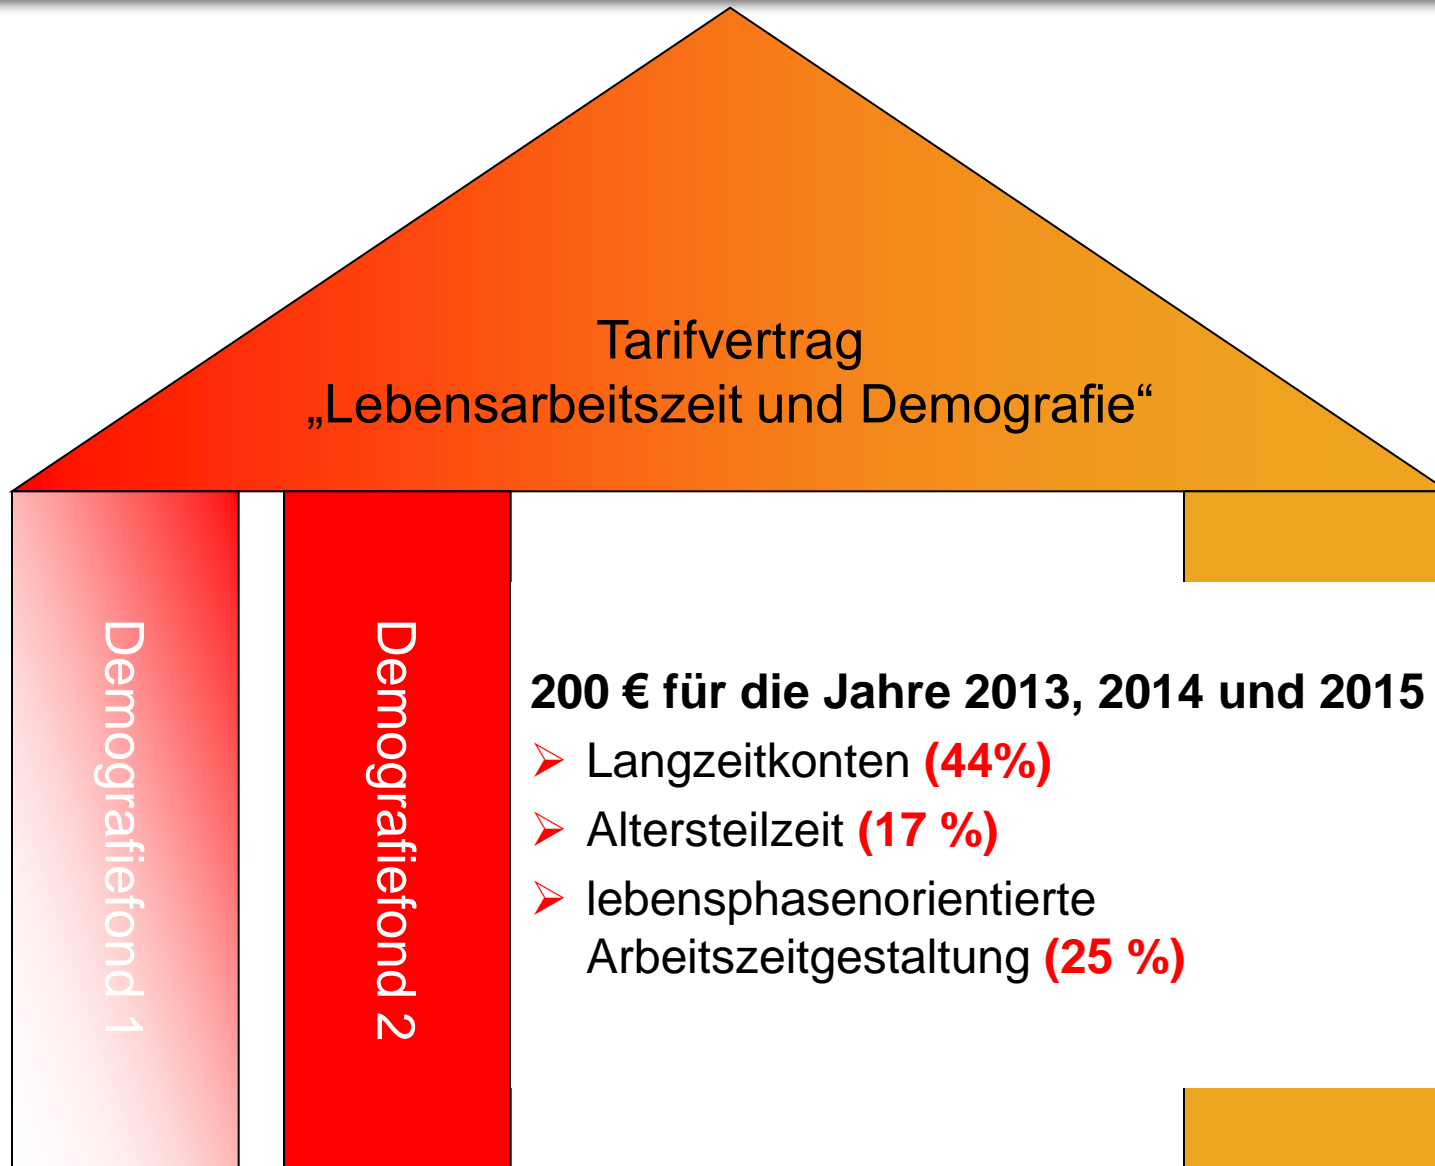 Tarifvertrag
„Lebensarbeitszeit und Demografie“
Demografiefond 1
Demografiefond 2
200 € für die Jahre 2013, 2014 und 2015
➢ Langzeitkonten (44%)
➢ Altersteilzeit (17 %)
➢ lebensphasenorientierte
Arbeitszeitgestaltung (25 %)